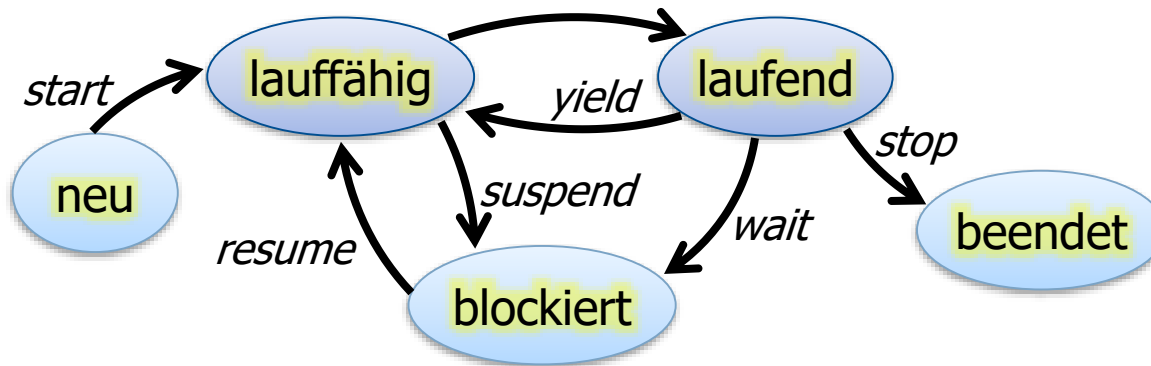 lauffähig
laufend
start
yield
stop
neu
suspend
wait
beendet
resume
blockiert